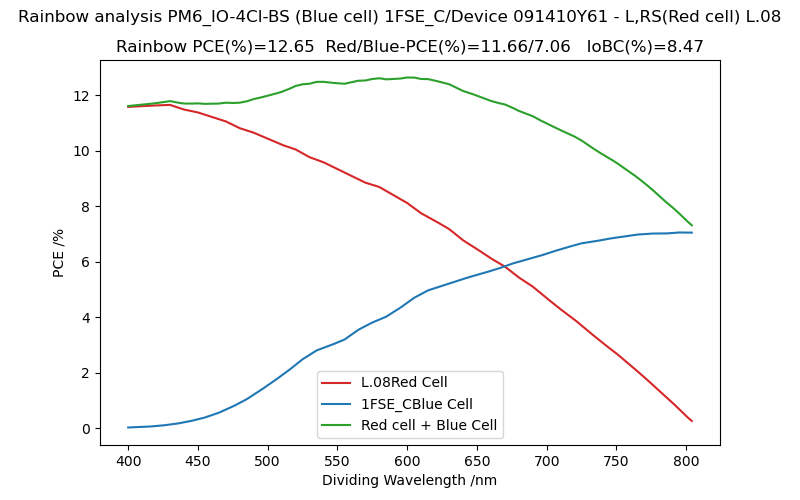 Rainbow analysis PM6_IO-4Cl-BS (Blue cell) 1FSE_C/Device 091410Y61 - L,RS(Red cell) L.08
Rainbow PCE(%)=12.65  Red/Blue-PCE(%)=11.66/7.06   IoBC(%)=8.47
PCE /%
12
10
8
6
4
2
0
L.08Red Cell
1FSE_CBlue Cell
Red cell + Blue Cell
400 450 500 550 600 650 700 750 800
Dividing Wavelength /nm